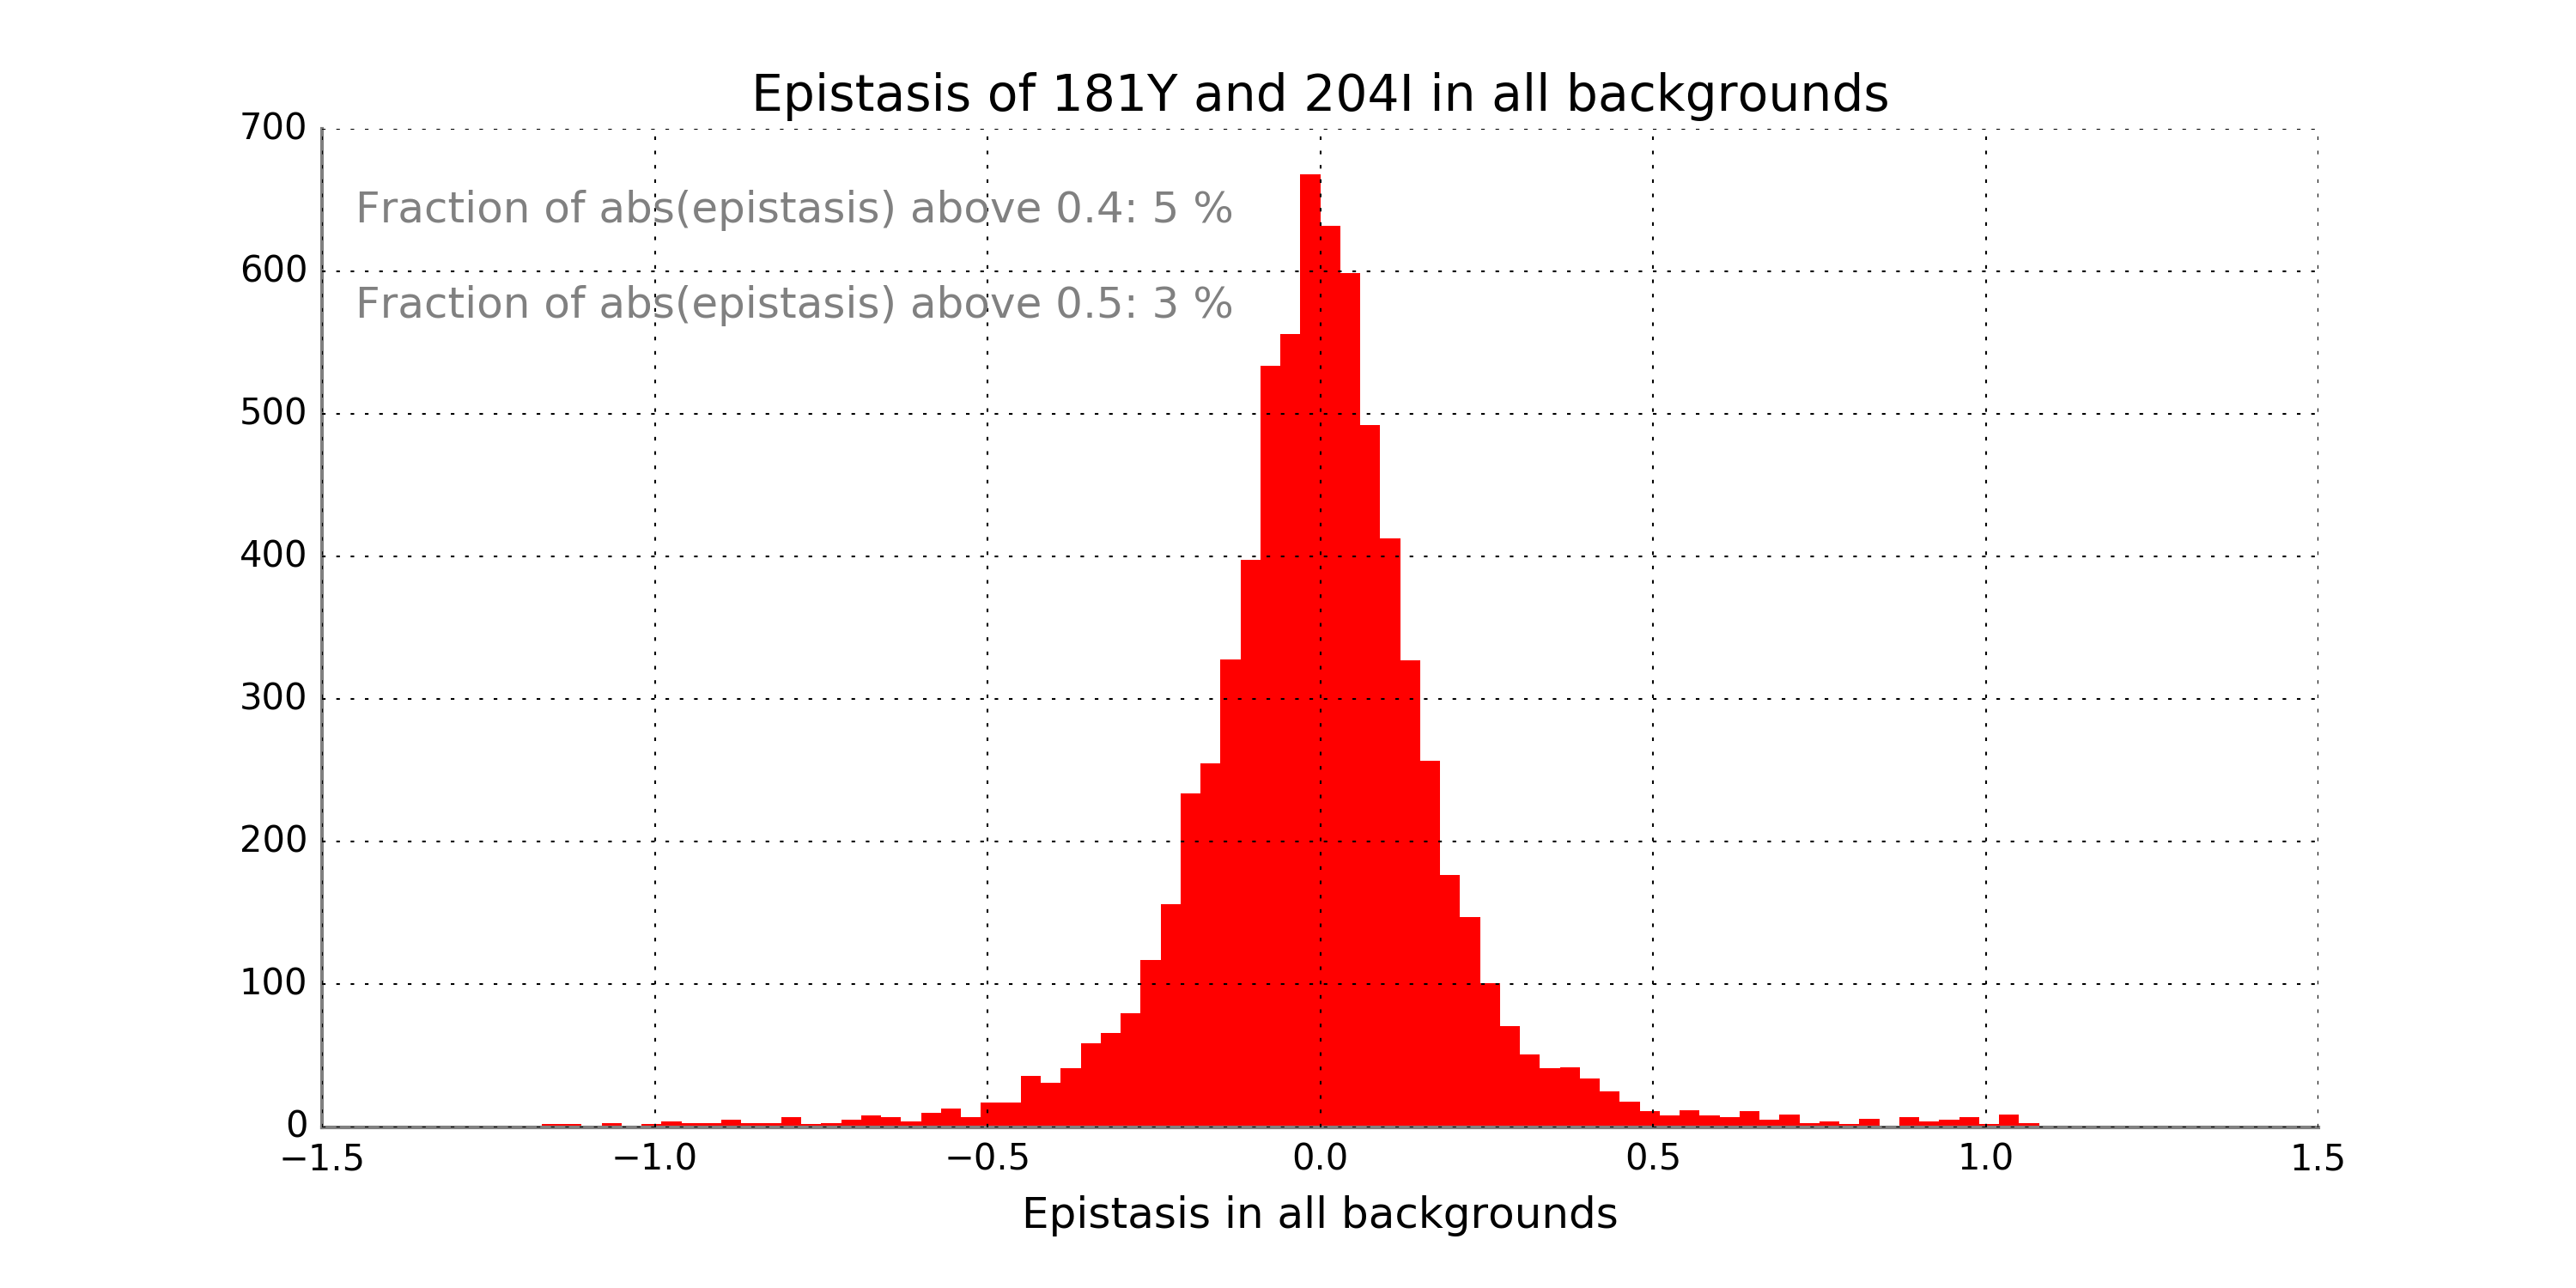 Epistasis of 181Y and 204I in all backgrounds
700
Fraction of abs(epistasis) above 0.4: 5 %
600
Fraction of abs(epistasis) above 0.5: 3 %
500
400
300
200
100
0
−1.5 −1.0 −0.5 0.0 0.5 1.0 1.5
Epistasis in all backgrounds